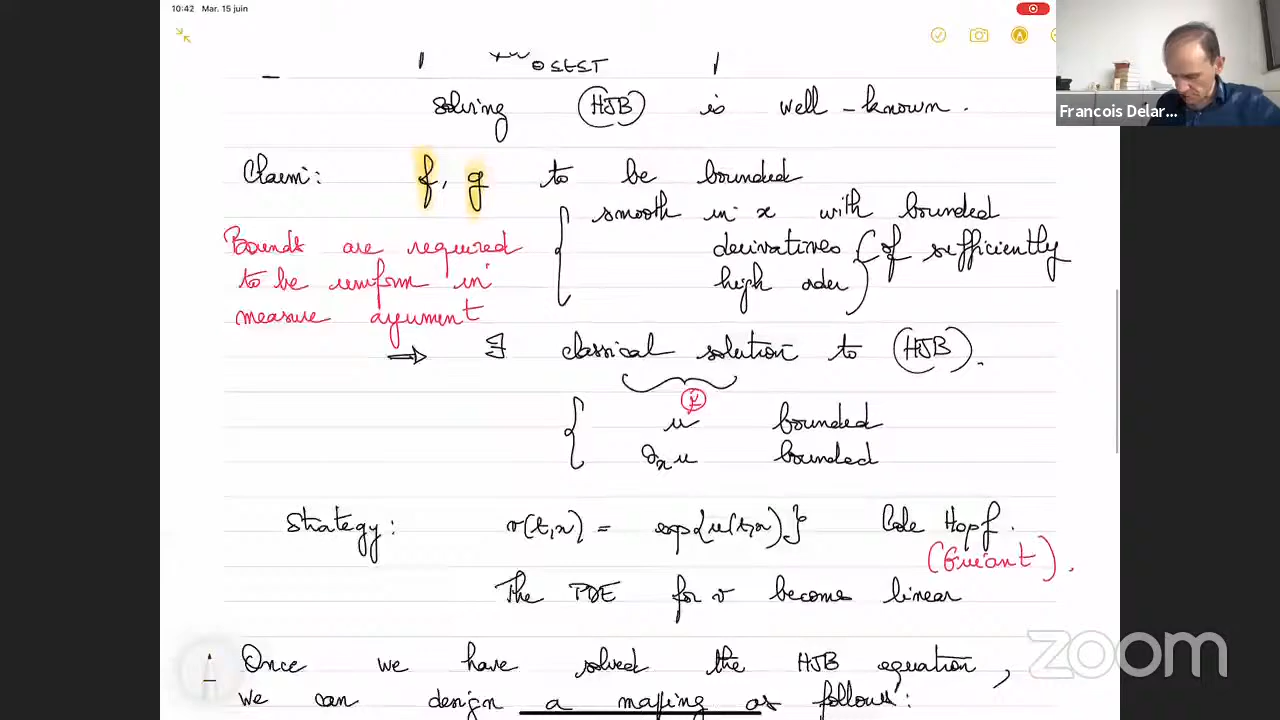 10:42 Mar. 15 juin
0≤s≤T
solving (HJB) is well-known.
Claim: f, g to be bounded
smooth in x with bounded
derivatives (of sufficiently
high order)
Bounds are required
to be uniform in
measure argument
⇒ ∃ classical solution to (HJB).
u bounded
∂ₓu bounded
Strategy: v(t,x) = exp{u(t,x)} Cole Hopf.
(Guéant).
The PDE for v become linear
Once we have solved the HJB equation,
we can design a mapping as follows:
Francois Delar...
zoom